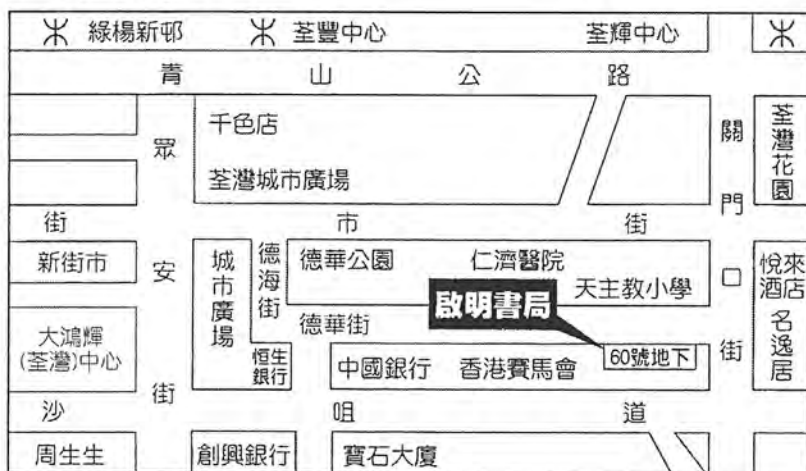 綠楊新邨 荃豐中心 荃輝中心
青山公路
千色店
荃灣城市廣場
眾安街
關門口街
荃灣花園
街市街
新街市
大鴻輝
(荃灣)中心
城市廣場
德海街
恒生
銀行
德華公園 仁濟醫院
天主教小學
德華街
啟明書局
中國銀行 香港賽馬會 60號地下
悅來
酒店
名逸居
沙咀道
周生生 創興銀行 寶石大廈